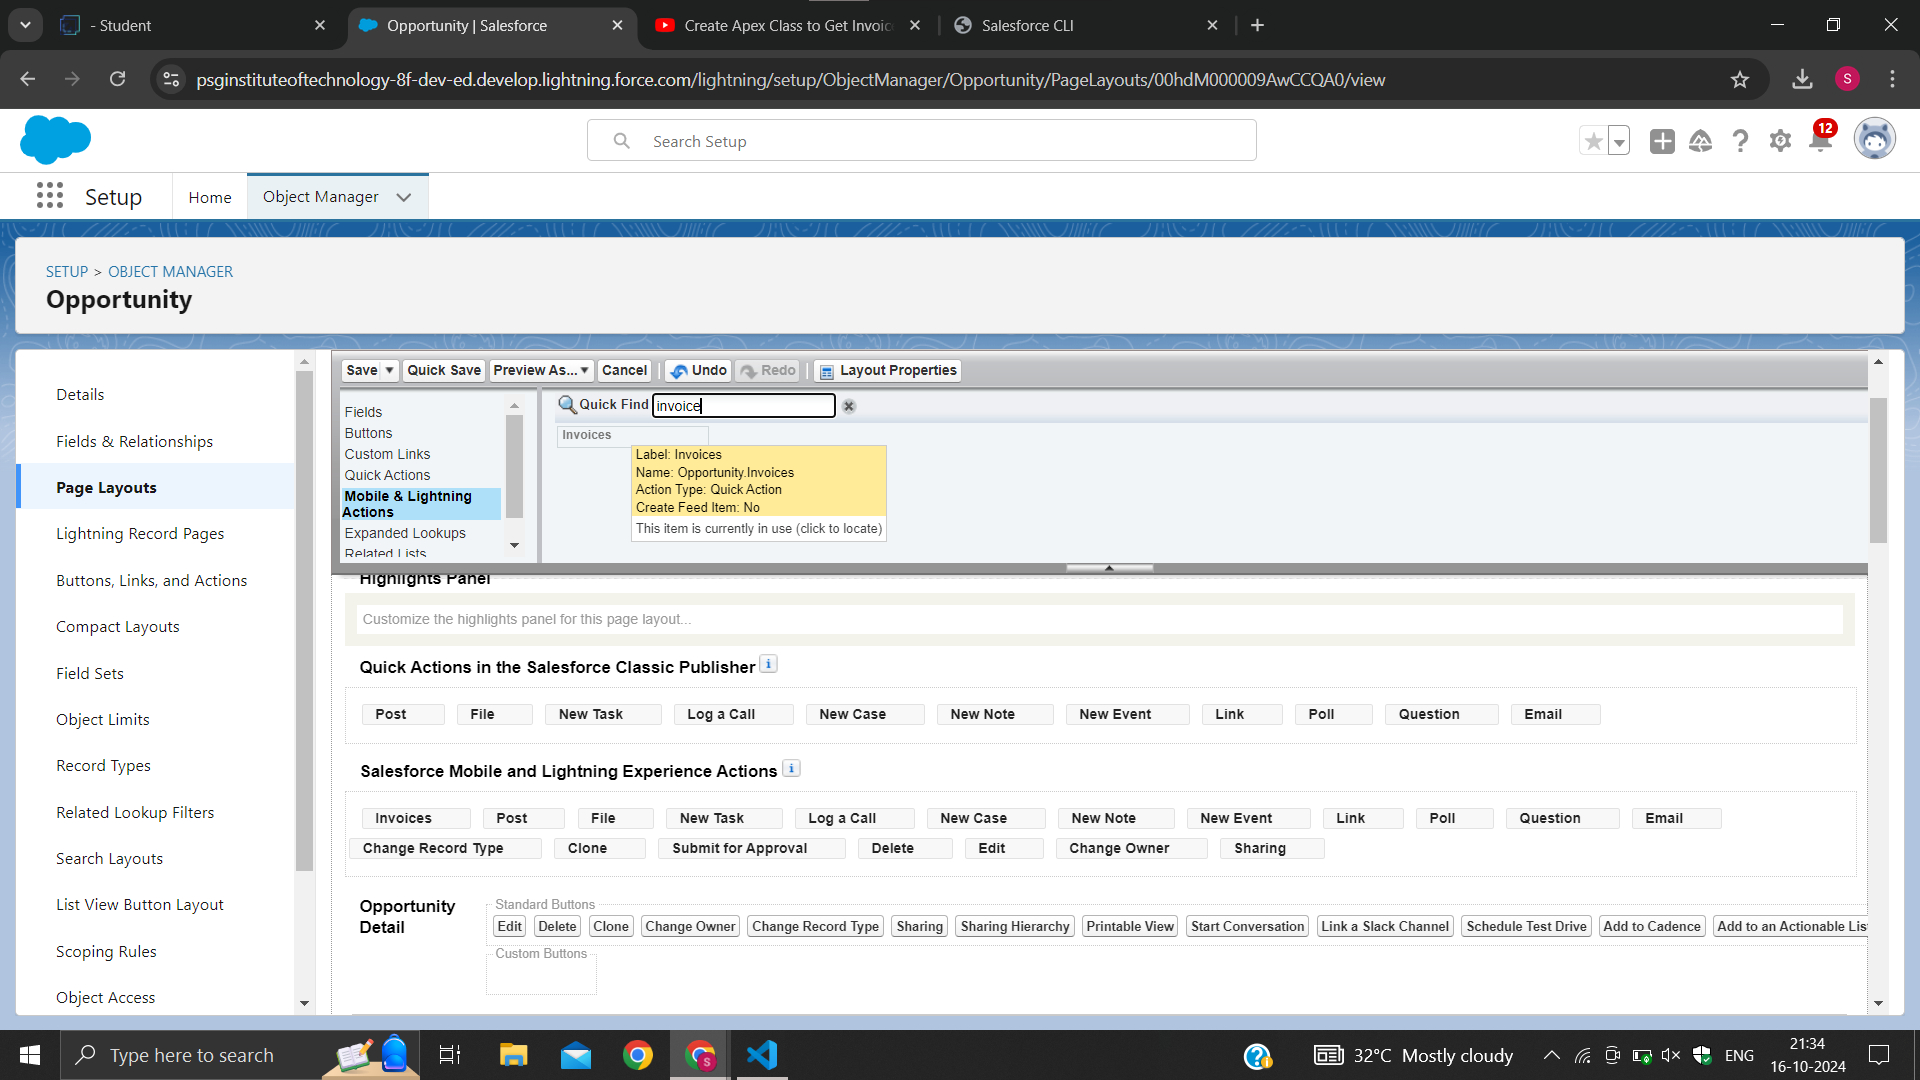 - Student
Opportunity | Salesforce
Create Apex Class to Get Invoic
Salesforce CLI
psginstituteoftechnology-8f-dev-ed.develop.lightning.force.com/lightning/setup/ObjectManager/Opportunity/PageLayouts/00hdM000009AwCCQA0/view
S
Search Setup
12
Setup
Home
Object Manager
SETUP > OBJECT MANAGER
Opportunity
Details
Fields & Relationships
Page Layouts
Lightning Record Pages
Buttons, Links, and Actions
Compact Layouts
Field Sets
Object Limits
Record Types
Related Lookup Filters
Search Layouts
List View Button Layout
Scoping Rules
Object Access
Save
Quick Save
Preview As...
Cancel
Undo
Redo
Layout Properties
Fields
Buttons
Custom Links
Quick Actions
Mobile & Lightning
Actions
Expanded Lookups
Related Lists
Quick Find
invoice
Invoices
Label: Invoices
Name: Opportunity.Invoices
Action Type: Quick Action
Create Feed Item: No
This item is currently in use (click to locate)
Highlights Panel
Customize the highlights panel for this page layout...
Quick Actions in the Salesforce Classic Publisher
Post File New Task Log a Call New Case New Note New Event Link Poll Question Email
Salesforce Mobile and Lightning Experience Actions
Invoices Post File New Task Log a Call New Case New Note New Event Link Poll Question Email
Change Record Type Clone Submit for Approval Delete Edit Change Owner Sharing
Opportunity
Detail
Standard Buttons
Edit Delete Clone Change Owner Change Record Type Sharing Sharing Hierarchy Printable View Start Conversation Link a Slack Channel Schedule Test Drive Add to Cadence Add to an Actionable Lis
Custom Buttons
Type here to search
32°C Mostly cloudy
ENG
21:34
16-10-2024